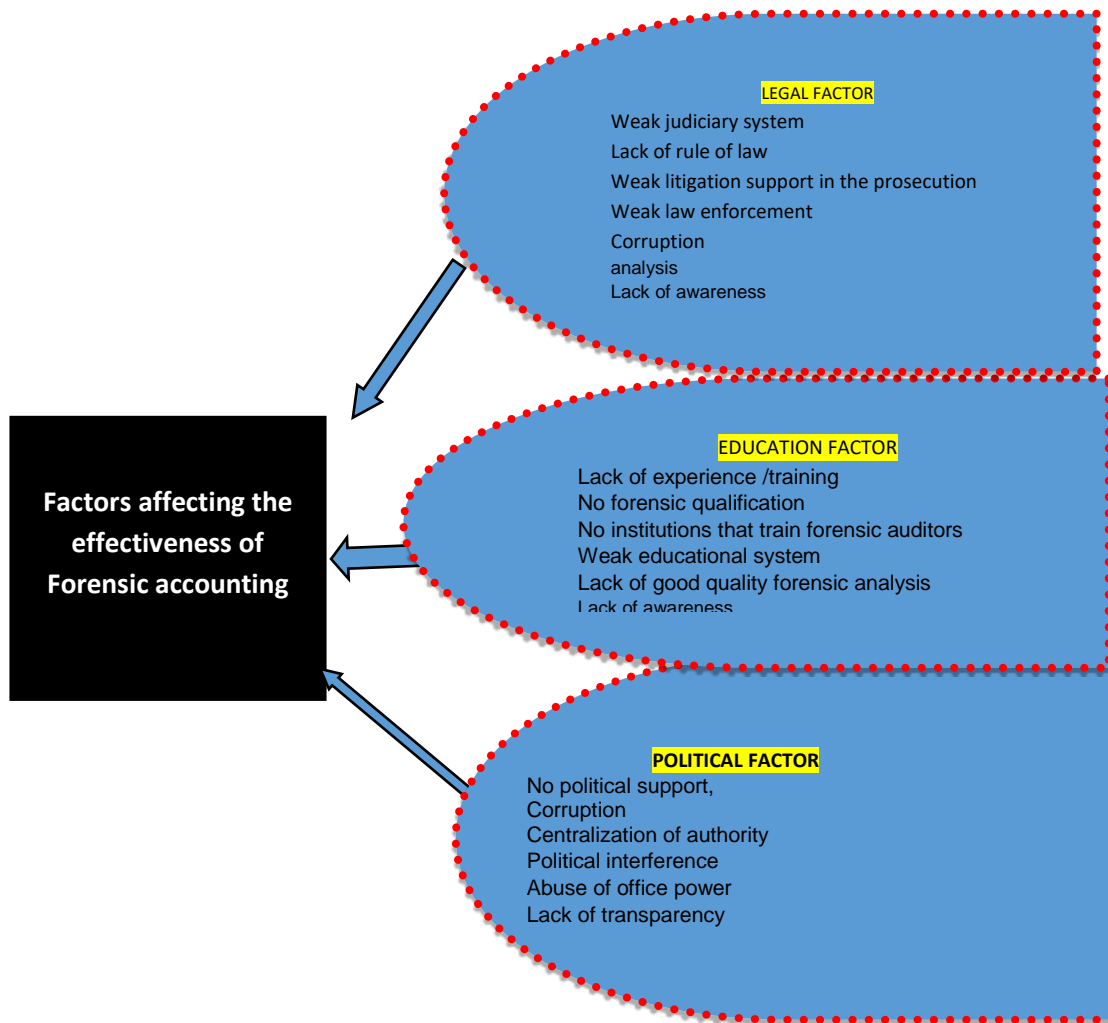 LEGAL FACTOR
Weak judiciary system
Lack of rule of law
Weak litigation support in the prosecution
Weak law enforcement
Corruption
analysis
Lack of awareness
Factors affecting the
effectiveness of
Forensic accounting
EDUCATION FACTOR
Lack of experience /training
No forensic qualification
No institutions that train forensic auditors
Weak educational system
Lack of good quality forensic analysis
Lack of awareness
POLITICAL FACTOR
No political support,
Corruption
Centralization of authority
Political interference
Abuse of office power
Lack of transparency